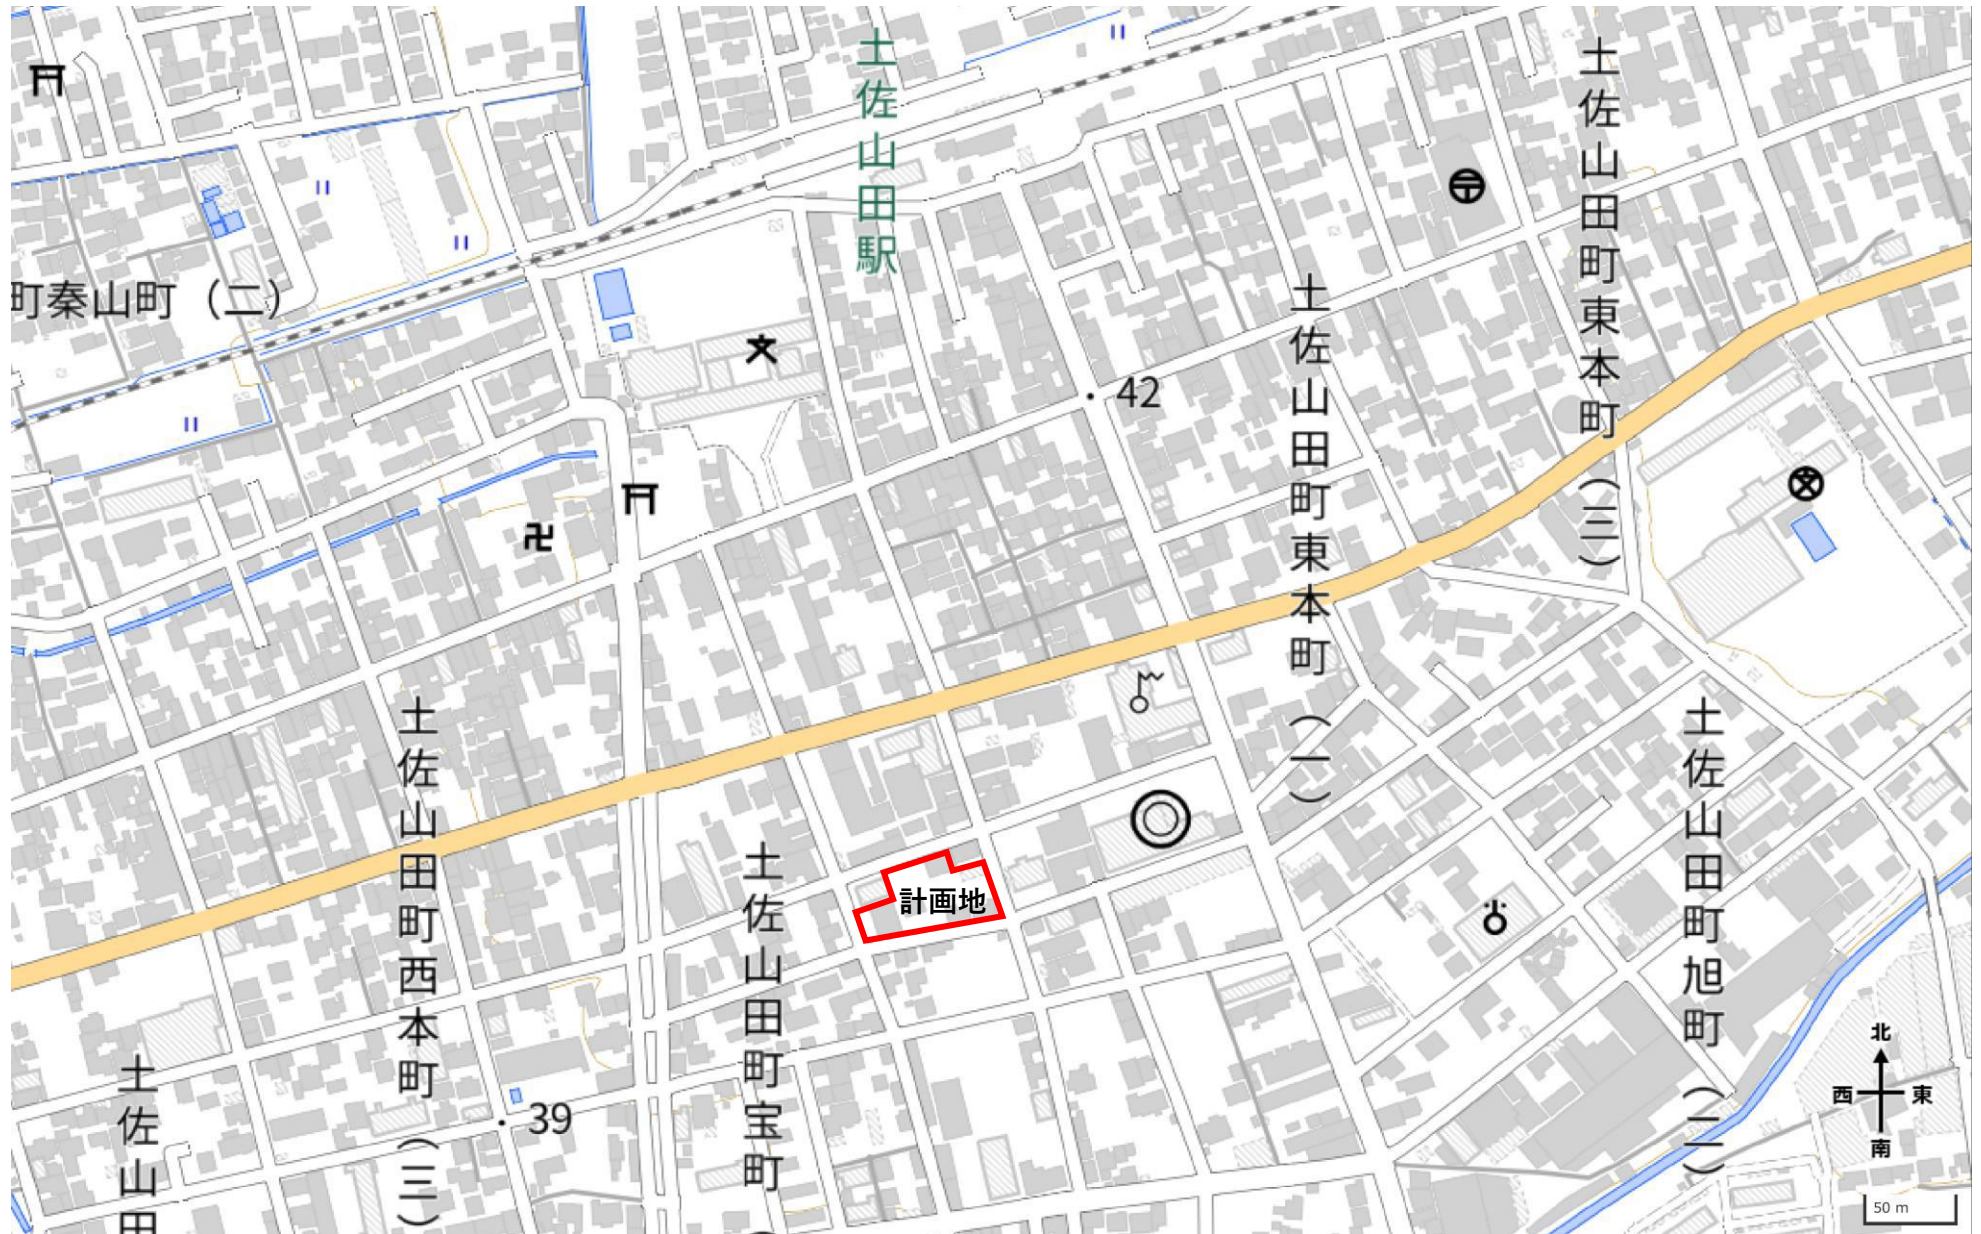 土佐山田駅
土佐山田町東本町（三）
町秦山町（二）
土佐山田町東本町（一）
42
土佐山田町西本町（三）
土佐山田町旭町（二）
土佐山田町宝町（
計画地
39
土佐山田
北
西
東
南
50 m